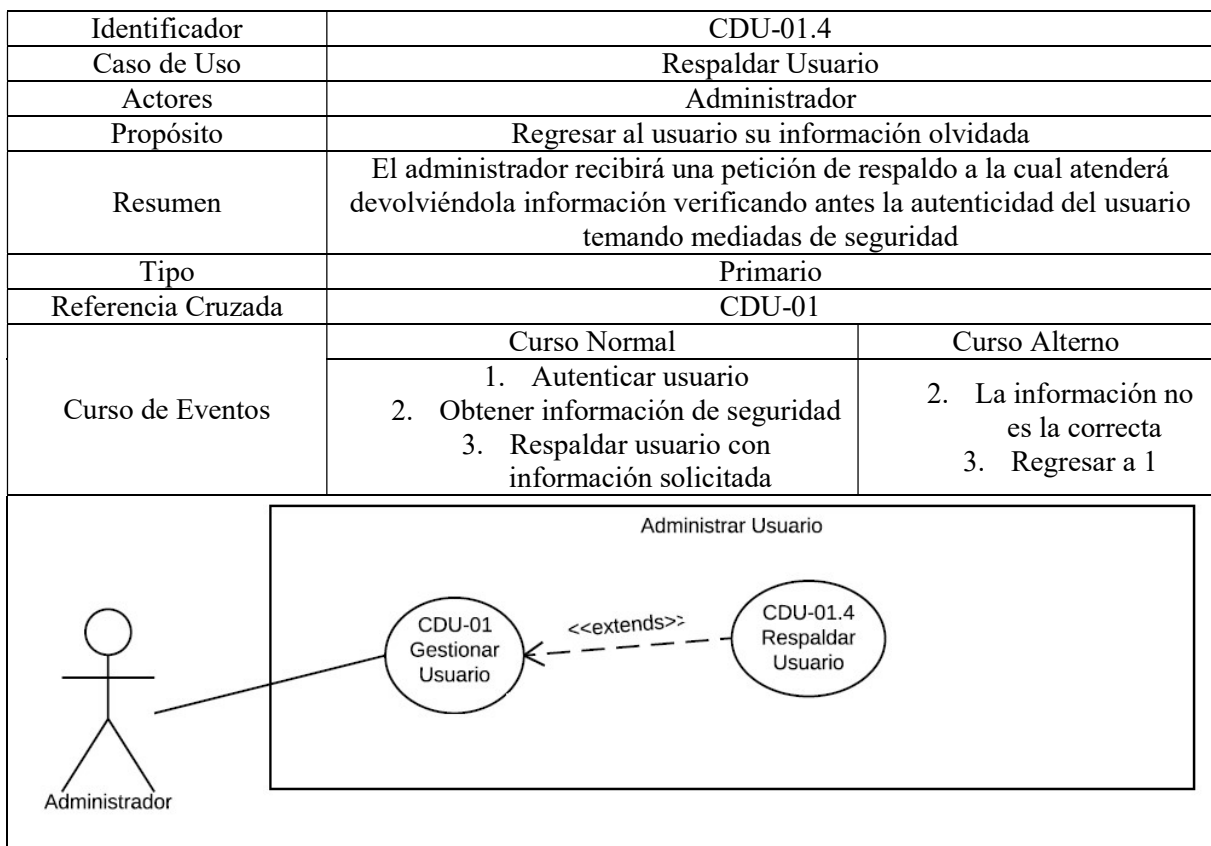 Identificador CDU-01.4
Caso de Uso Respaldar Usuario
Actores Administrador
Propósito Regresar al usuario su información olvidada
Resumen
El administrador recibirá una petición de respaldo a la cual atenderá
devolviéndola información verificando antes la autenticidad del usuario
temando mediadas de seguridad
Tipo Primario
Referencia Cruzada CDU-01
Curso de Eventos
Curso Normal
1. Autenticar usuario
2. Obtener información de seguridad
3. Respaldar usuario con
información solicitada
Curso Alterno
2. La información no
es la correcta
3. Regresar a 1
Administrar Usuario
CDU-01
Gestionar
Usuario
<<extends>>
CDU-01.4
Respaldar
Usuario
Administrador